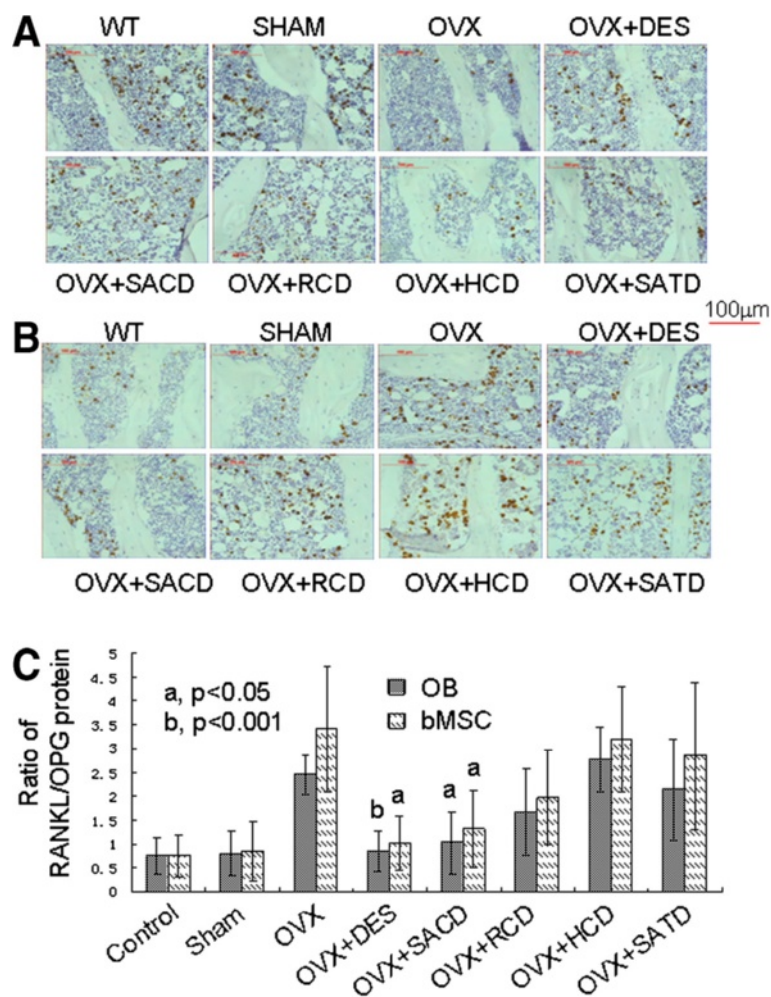 A
WT SHAM OVX OVX+DES
OVX+SACD OVX+RCD OVX+HCD OVX+SATD
100μm
B
WT SHAM OVX OVX+DES
OVX+SACD OVX+RCD OVX+HCD OVX+SATD
C
Ratio of
RANKL/OPG protein
5
4.5
4
3.5
3
2.5
2
1.5
1
0.5
0
a, p<0.05
b, p<0.001
OB
bMSC
b a a a
Control Sham OVX OVX+DES OVX+SACD OVX+RCD OVX+HCD OVX+SATD